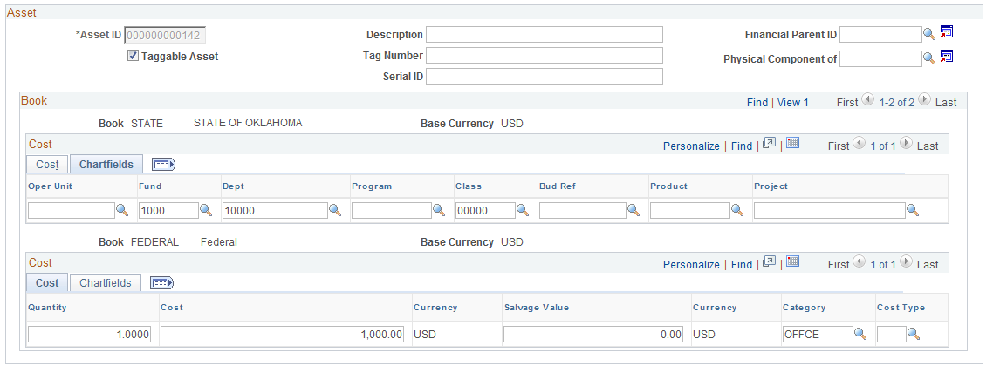 Asset
*Asset ID 000000000142 Description Financial Parent ID
Taggable Asset Tag Number Physical Component of
Serial ID
Book Find | View 1 First 1-2 of 2 Last
Book STATE STATE OF OKLAHOMA Base Currency USD
Cost Personalize | Find | | First 1 of 1 Last
Cost Chartfields
Oper Unit Fund Dept Program Class Bud Ref Product Project
1000 10000 00000
Book FEDERAL Federal Base Currency USD
Cost Personalize | Find | | First 1 of 1 Last
Cost Chartfields
Quantity Cost Currency Salvage Value Currency Category Cost Type
1.0000 1,000.00 USD 0.00 USD OFFCE